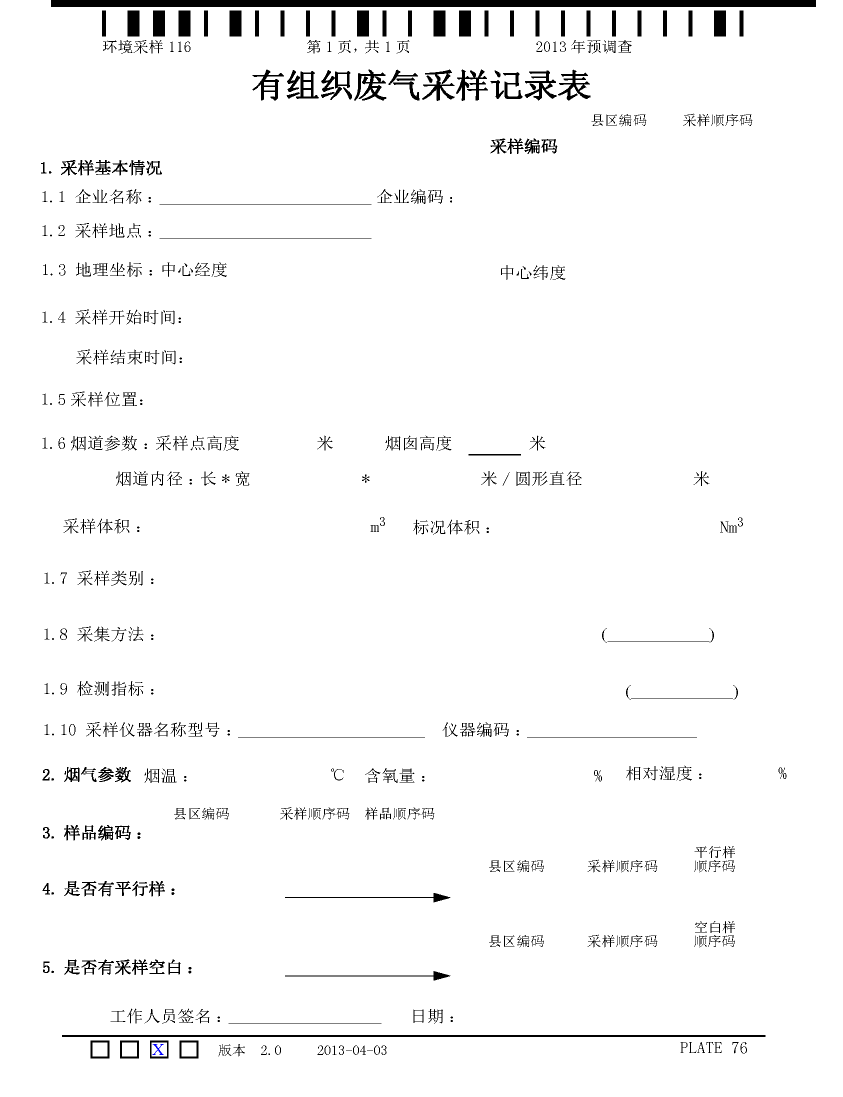 环境采样 116 第 1 页, 共 1 页 2013 年预调查
有组织废气采样记录表
县区编码 采样顺序码
采样编码
1. 采样基本情况
1.1 企业名称：_________________________ 企业编码：
1.2 采样地点：_________________________
1.3 地理坐标：中心经度 中心纬度
1.4 采样开始时间：
采样结束时间：
1.5 采样位置：
1.6 烟道参数：采样点高度 米 烟囱高度 ______ 米
烟道内径：长 * 宽 * 米 / 圆形直径 米
采样体积： m³ 标况体积： Nm³
1.7 采样类别：
1.8 采集方法： (____________)
1.9 检测指标： (____________)
1.10 采样仪器名称型号：______________________ 仪器编码：____________________
2. 烟气参数 烟温： ℃ 含氧量： % 相对湿度： %
县区编码 采样顺序码 样品顺序码
3. 样品编码：
县区编码 采样顺序码 平行样顺序码
4. 是否有平行样：
县区编码 采样顺序码 空白样顺序码
5. 是否有采样空白：
工作人员签名：__________________ 日期：
X 版本 2.0 2013-04-03 PLATE 76